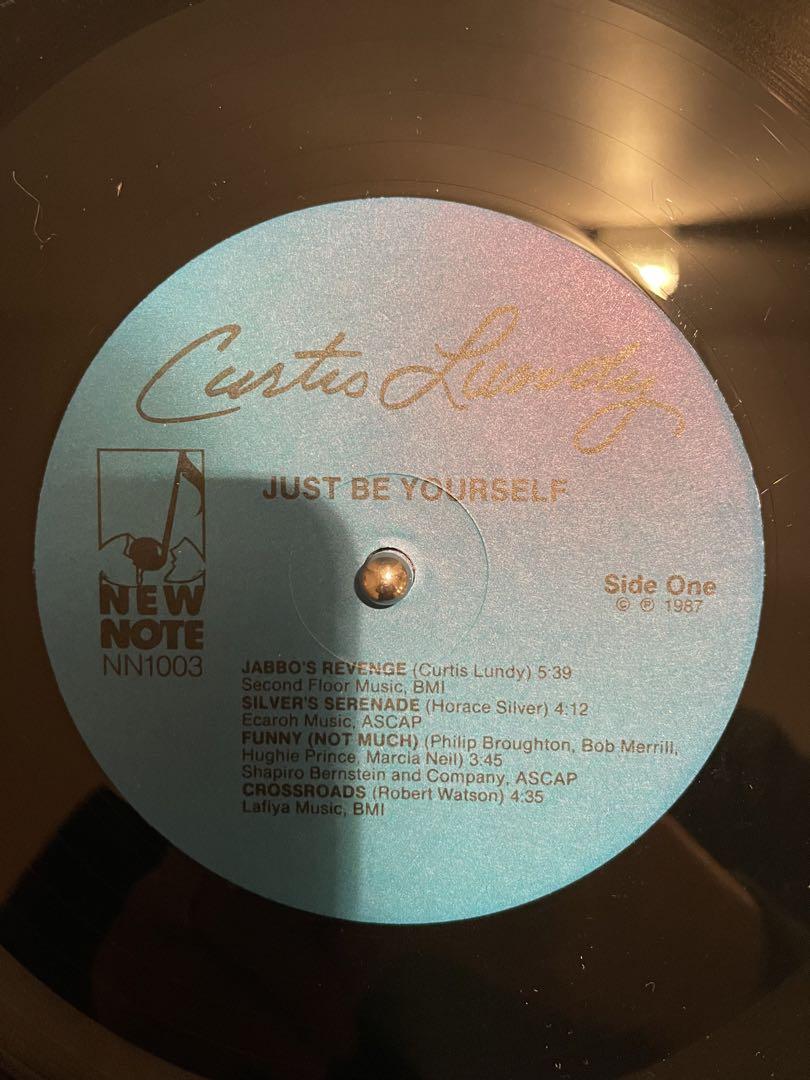 Curtis Lundy
JUST BE YOURSELF
NEW
NOTE
NN1003
Side One
© ℗ 1987
JABBO'S REVENGE (Curtis Lundy) 5:39
Second Floor Music, BMI
SILVER'S SERENADE (Horace Silver) 4:12
Ecaroh Music, ASCAP
FUNNY (NOT MUCH) (Philip Broughton, Bob Merrill,
Hughie Prince, Marcia Neil) 3:45
Shapiro Bernstein and Company, ASCAP
CROSSROADS (Robert Watson) 4:35
Lafiya Music, BMI